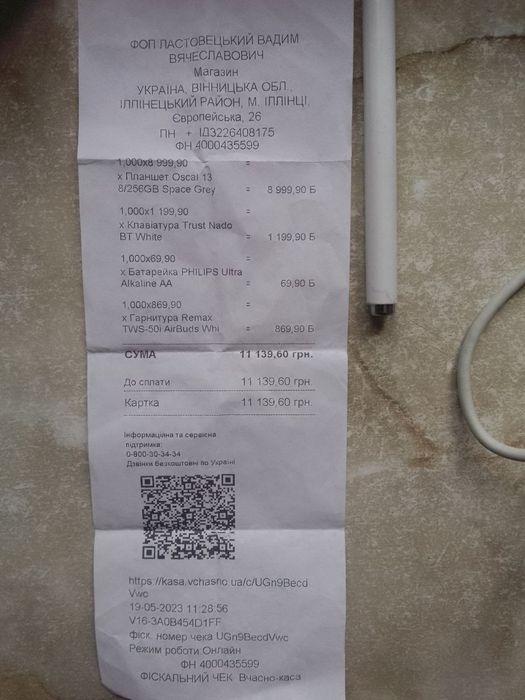 ФОП ЛАСТОВЕЦЬКИЙ ВАДИМ
ВЯЧЕСЛАВОВИЧ
Магазин
УКРАЇНА, ВІННИЦЬКА ОБЛ.,
ІЛЛІНЕЦЬКИЙ РАЙОН, М. ІЛЛІНЦІ,
Європейська, 26
ПН + ІД3226408175
ФН 4000435599
1,000x8 999,90 =
x Планшет Oscal 13
8/256GB Space Grey = 8 999,90 Б
1,000x1 199,90 =
x Клавіатура Trust Nado
BT White = 1 199,90 Б
1,000x69,90 =
x Батарейка PHILIPS Ultra
Alkaline AA = 69,90 Б
1,000x869,90 =
x Гарнитура Remax
TWS-50i AirBuds Whi = 869,90 Б
СУМА 11 139,60 грн.
До сплати 11 139,60 грн.
Картка 11 139,60 грн.
Інформаційна та сервісна
підтримка:
0-800-30-34-34
Дзвінки безкоштовні по Україні
https://kasa.vchasno.ua/c/UGn9Becd
Vwc
19-05-2023 11:28:56
V16-3A0B454D1FF
Фіск. номер чека UGn9BecdVwc
Режим роботи Онлайн
ФН 4000435599
ФІСКАЛЬНИЙ ЧЕК Вчасно-каса